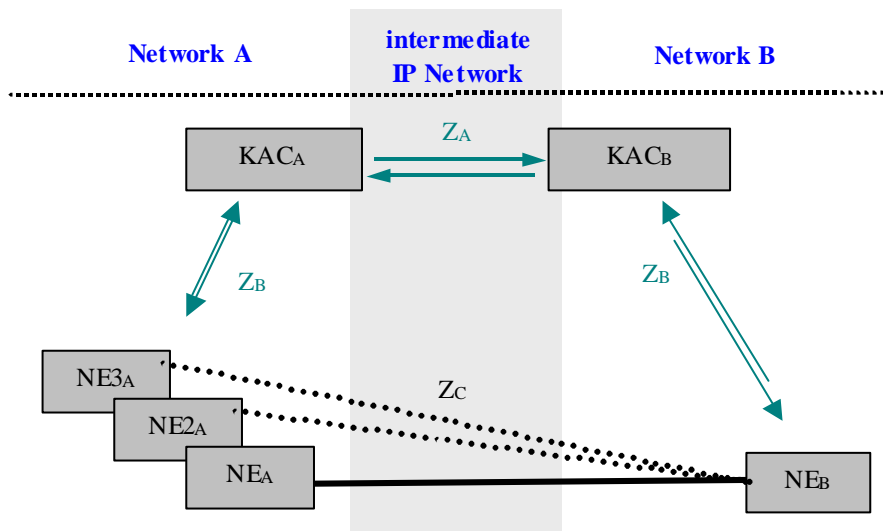 Network A
intermediate
IP Network
Network B
KACA
ZA
KACB
ZB
ZB
NE3A
ZC
NE2A
NEA
NEB